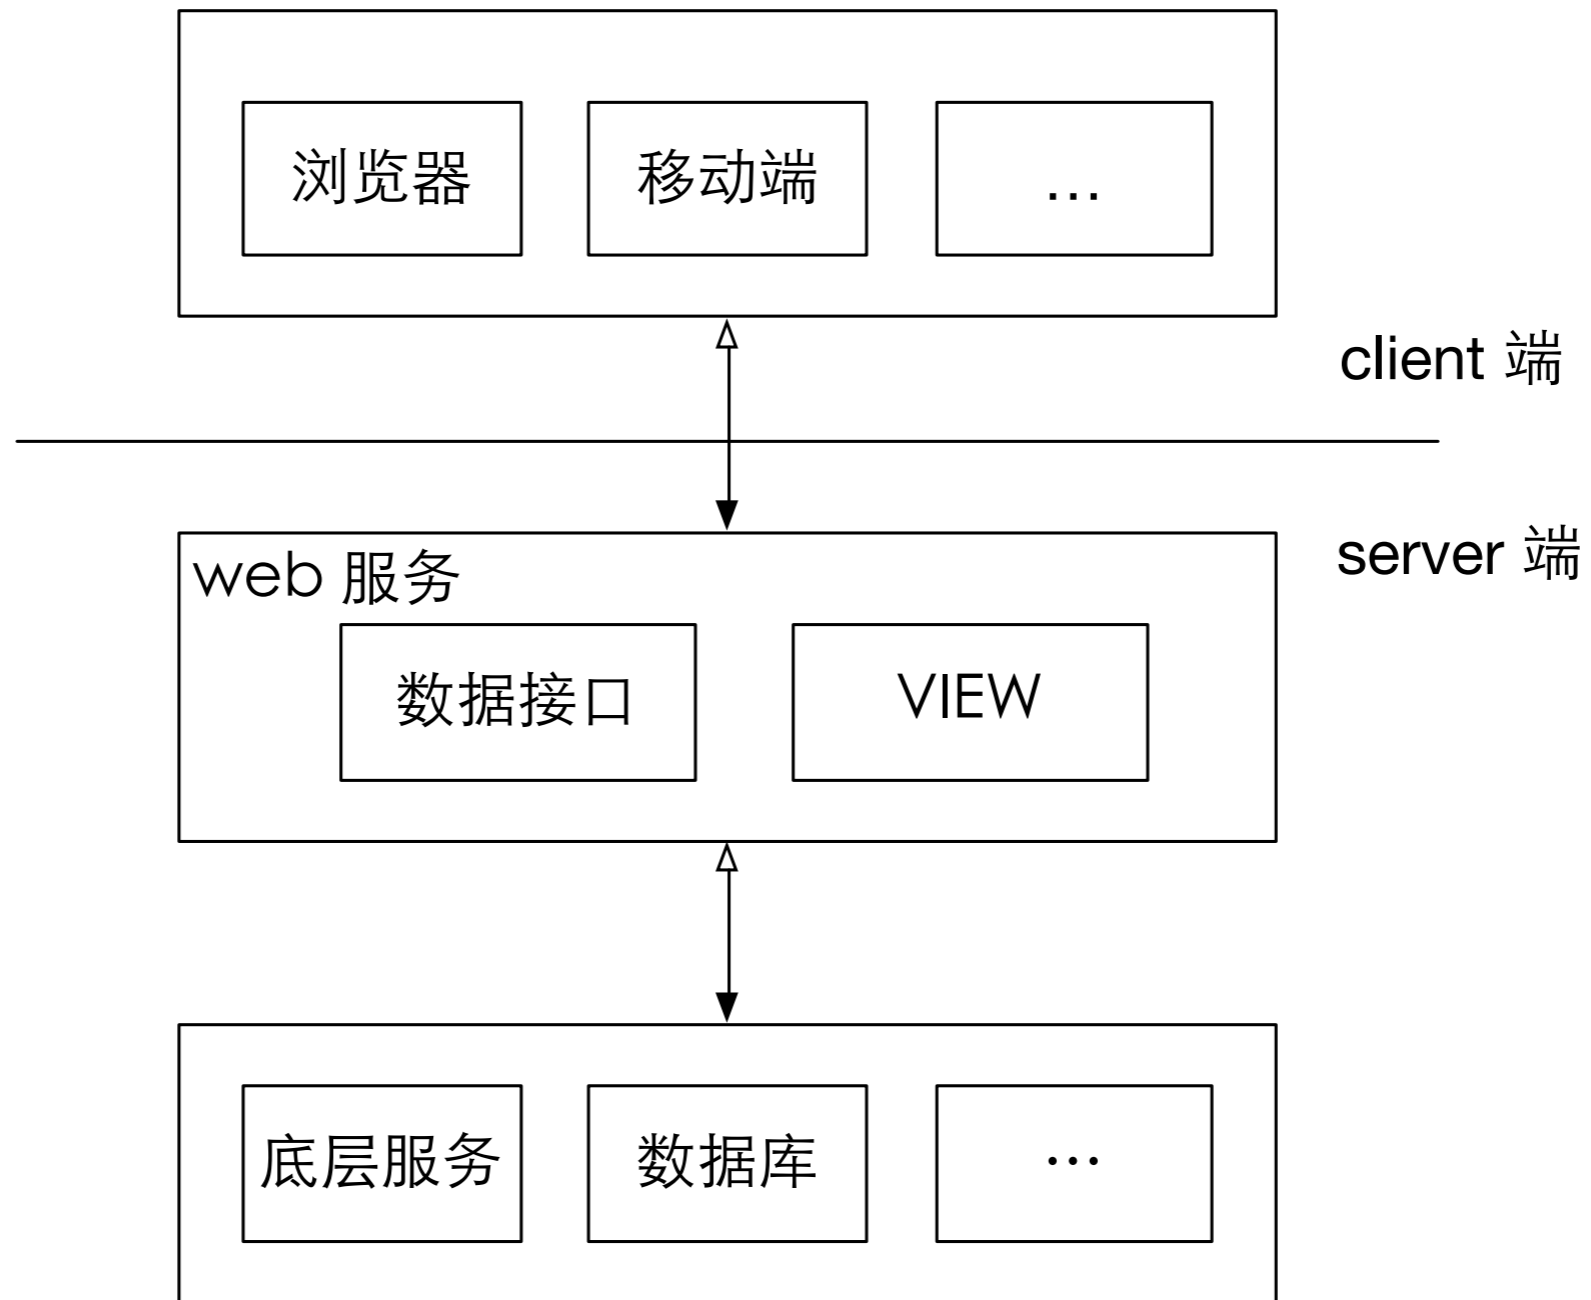 浏览器
移动端
...
client 端
server 端
web 服务
数据接口
VIEW
底层服务
数据库
...